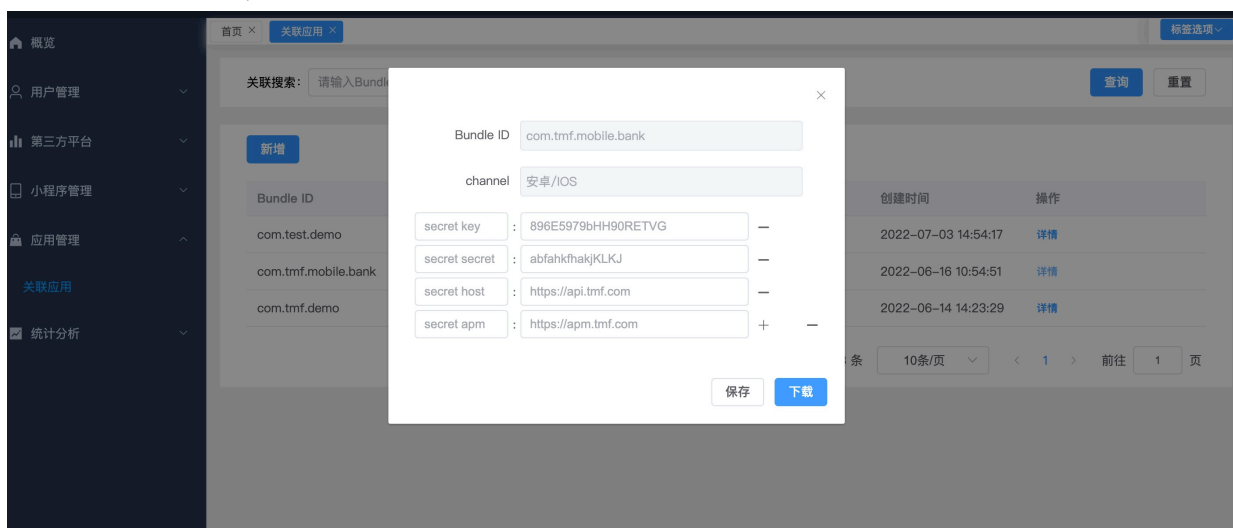 概览
用户管理
第三方平台
小程序管理
应用管理
关联应用
统计分析
首页 × 关联应用 ×
标签选项
关联搜索： 请输入Bundle
查询 重置
新增
Bundle ID 创建时间 操作
com.test.demo 2022-07-03 14:54:17 详情
com.tmf.mobile.bank 2022-06-16 10:54:51 详情
com.tmf.demo 2022-06-14 14:23:29 详情
条 10条/页 < 1 > 前往 1 页
×
Bundle ID com.tmf.mobile.bank
channel 安卓/IOS
secret key : 896E5979bHH90RETVG −
secret secret : abfahkfhakjKLKJ −
secret host : https://api.tmf.com −
secret apm : https://apm.tmf.com + −
保存 下载